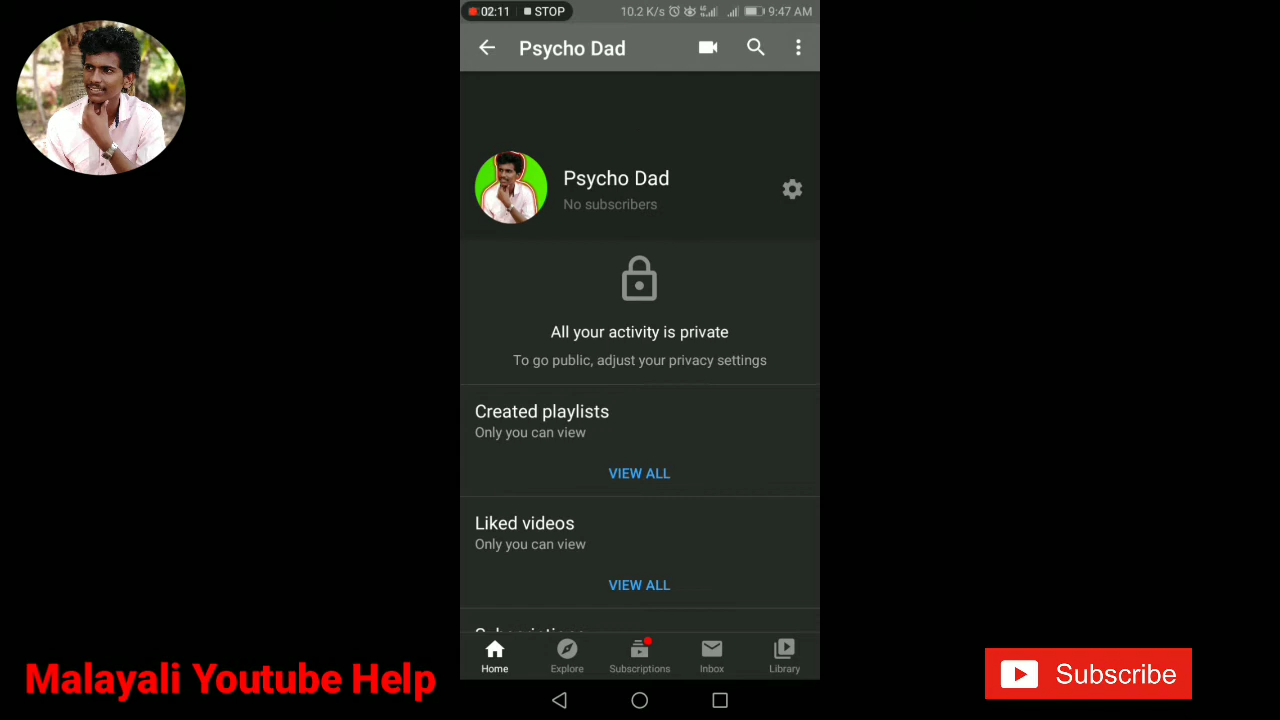 02:11 STOP 10.2 K/s 9:47 AM
Psycho Dad
Psycho Dad
No subscribers
All your activity is private
To go public, adjust your privacy settings
Created playlists
Only you can view
VIEW ALL
Liked videos
Only you can view
VIEW ALL
Subscriptions
Home Explore Subscriptions Inbox Library
Malayali Youtube Help
Subscribe